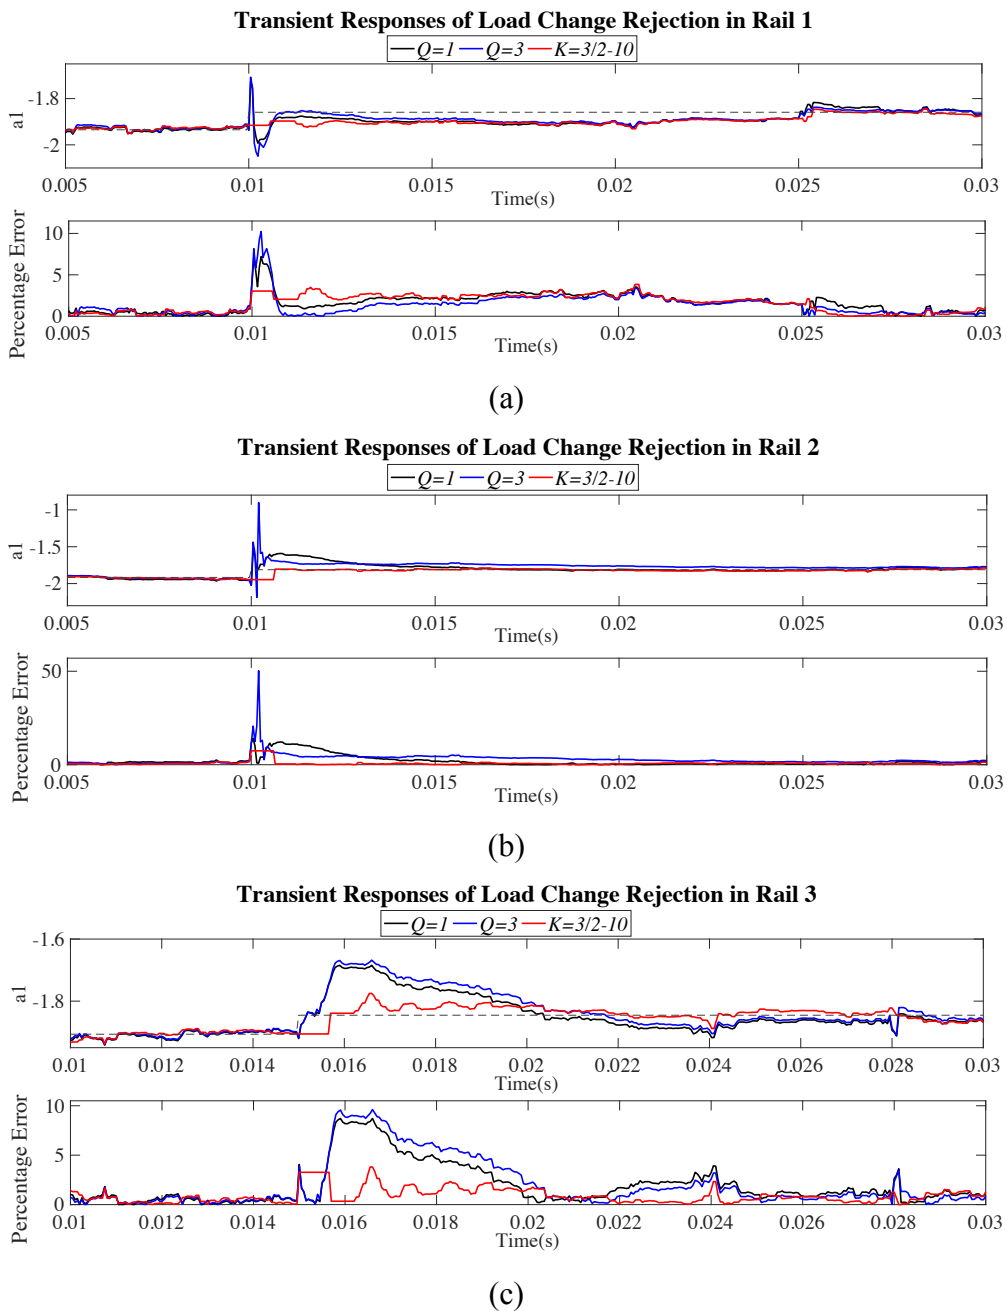 Transient Responses of Load Change Rejection in Rail 1
Q=1 Q=3 K=3/2-10
a1
-1.8
-2
0.005 0.01 0.015 0.02 0.025 0.03
Time(s)
Percentage Error
10
5
0
0.005 0.01 0.015 0.02 0.025 0.03
Time(s)
(a)
Transient Responses of Load Change Rejection in Rail 2
Q=1 Q=3 K=3/2-10
a1
-1
-1.5
-2
0.005 0.01 0.015 0.02 0.025 0.03
Time(s)
Percentage Error
50
0
0.005 0.01 0.015 0.02 0.025 0.03
Time(s)
(b)
Transient Responses of Load Change Rejection in Rail 3
Q=1 Q=3 K=3/2-10
a1
-1.6
-1.8
0.01 0.012 0.014 0.016 0.018 0.02 0.022 0.024 0.026 0.028 0.03
Time(s)
Percentage Error
10
5
0
0.01 0.012 0.014 0.016 0.018 0.02 0.022 0.024 0.026 0.028 0.03
Time(s)
(c)